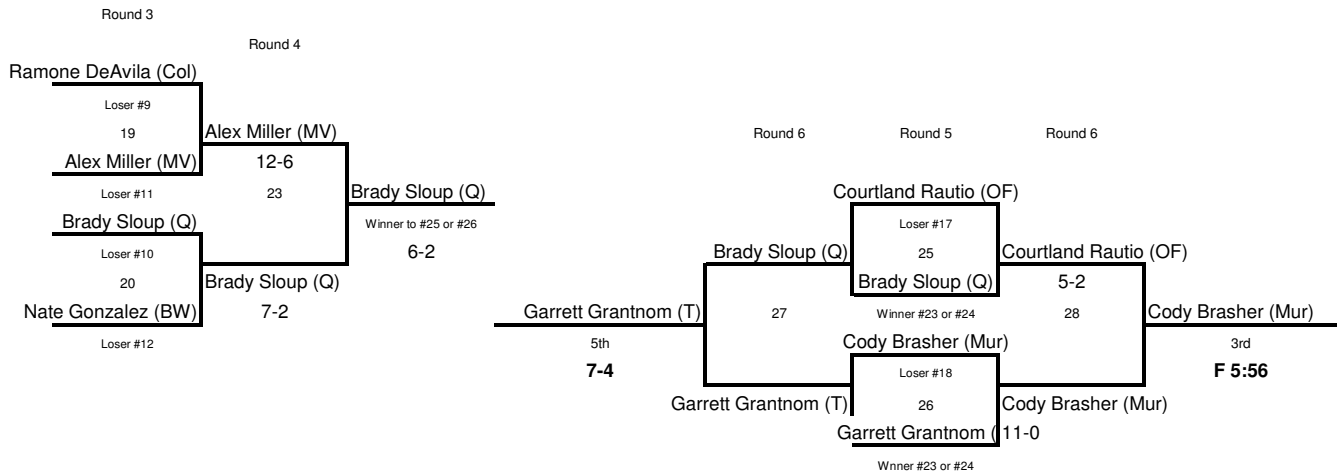 Round 3
Round 4
Ramone DeAvila (Col)
Loser #9
19
Alex Miller (MV)
Alex Miller (MV)
12-6
Loser #11
23
Brady Sloup (Q)
Brady Sloup (Q)
Winner to #25 or #26
Loser #10
6-2
20
Brady Sloup (Q)
Nate Gonzalez (BW)
7-2
Loser #12
Round 6
Round 5
Round 6
Courtland Rautio (OF)
Loser #17
Brady Sloup (Q)
25
Courtland Rautio (OF)
Brady Sloup (Q)
5-2
Garrett Grantnom (T)
27
Winner #23 or #24
28
Cody Brasher (Mur)
5th
Cody Brasher (Mur)
3rd
7-4
Loser #18
F 5:56
Garrett Grantnom (T)
26
Cody Brasher (Mur)
Garrett Grantnom (
11-0
Wnner #23 or #24